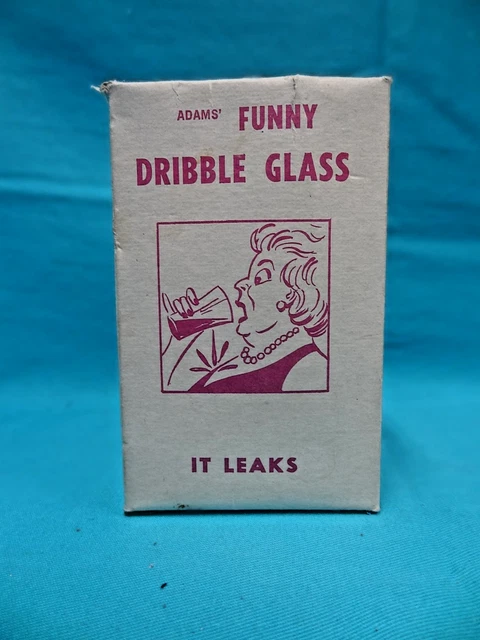 ADAMS' FUNNY
DRIBBLE GLASS
IT LEAKS